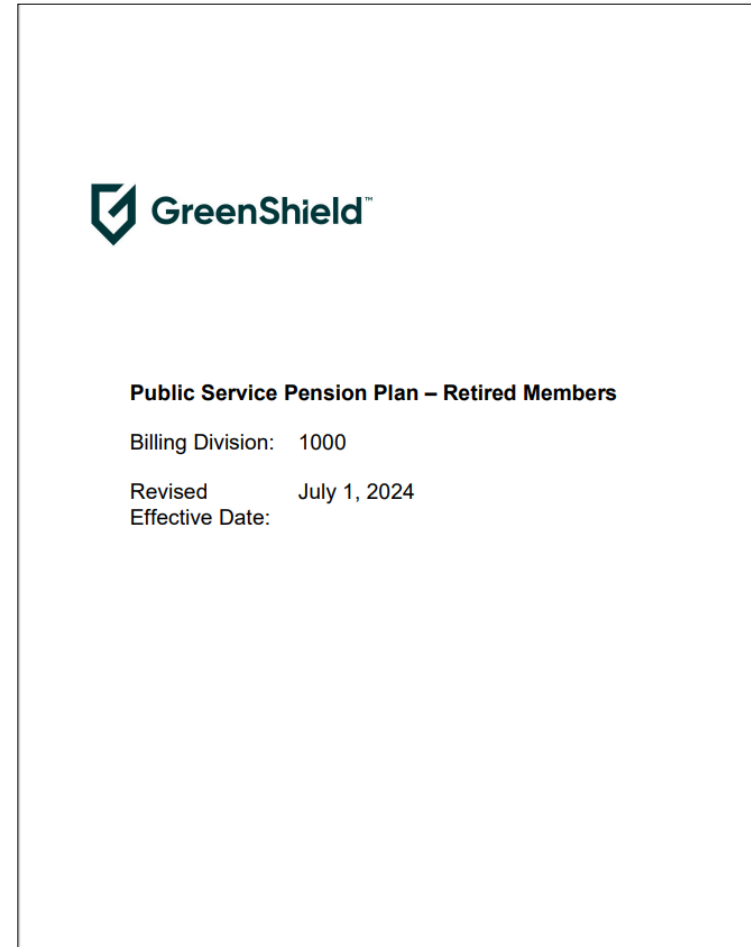 GreenShield™
Public Service Pension Plan – Retired Members
Billing Division: 1000
Revised July 1, 2024
Effective Date: